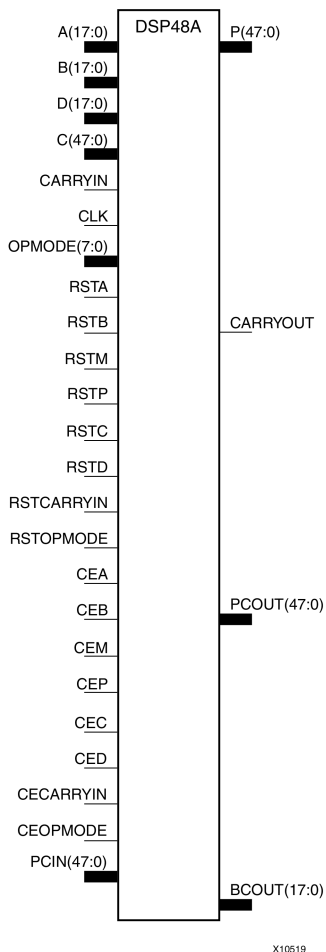 DSP48A
A(17:0)
P(47:0)
B(17:0)
D(17:0)
C(47:0)
CARRYIN
CLK
OPMODE(7:0)
RSTA
RSTB
CARRYOUT
RSTM
RSTP
RSTC
RSTD
RSTCARRYIN
RSTOPMODE
CEA
CEB
PCOUT(47:0)
CEM
CEP
CEC
CED
CECARRYIN
CEOPMODE
PCIN(47:0)
BCOUT(17:0)
X10519